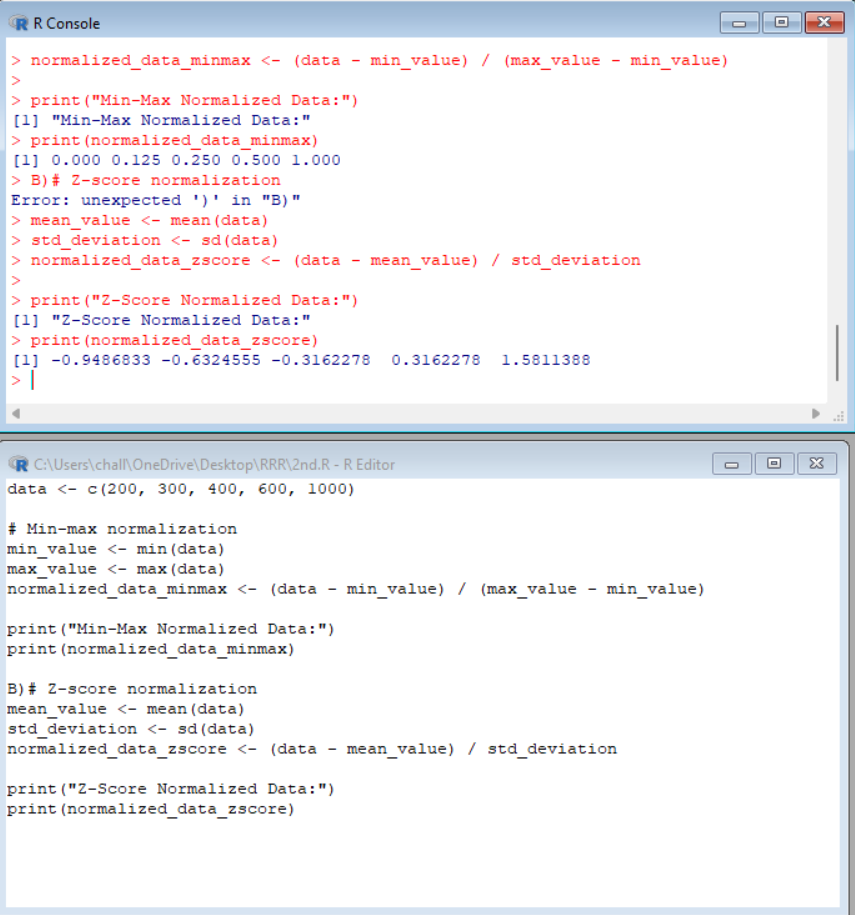 R Console
> normalized_data_minmax <- (data - min_value) / (max_value - min_value)
>
> print("Min-Max Normalized Data:")
[1] "Min-Max Normalized Data:"
> print(normalized_data_minmax)
[1] 0.000 0.125 0.250 0.500 1.000
> B)# Z-score normalization
Error: unexpected ')' in "B)"
> mean_value <- mean(data)
> std_deviation <- sd(data)
> normalized_data_zscore <- (data - mean_value) / std_deviation
>
> print("Z-Score Normalized Data:")
[1] "Z-Score Normalized Data:"
> print(normalized_data_zscore)
[1] -0.9486833 -0.6324555 -0.3162278  0.3162278  1.5811388
>
C:\Users\chall\OneDrive\Desktop\RRR\2nd.R - R Editor
data <- c(200, 300, 400, 600, 1000)
# Min-max normalization
min_value <- min(data)
max_value <- max(data)
normalized_data_minmax <- (data - min_value) / (max_value - min_value)
print("Min-Max Normalized Data:")
print(normalized_data_minmax)
B)# Z-score normalization
mean_value <- mean(data)
std_deviation <- sd(data)
normalized_data_zscore <- (data - mean_value) / std_deviation
print("Z-Score Normalized Data:")
print(normalized_data_zscore)